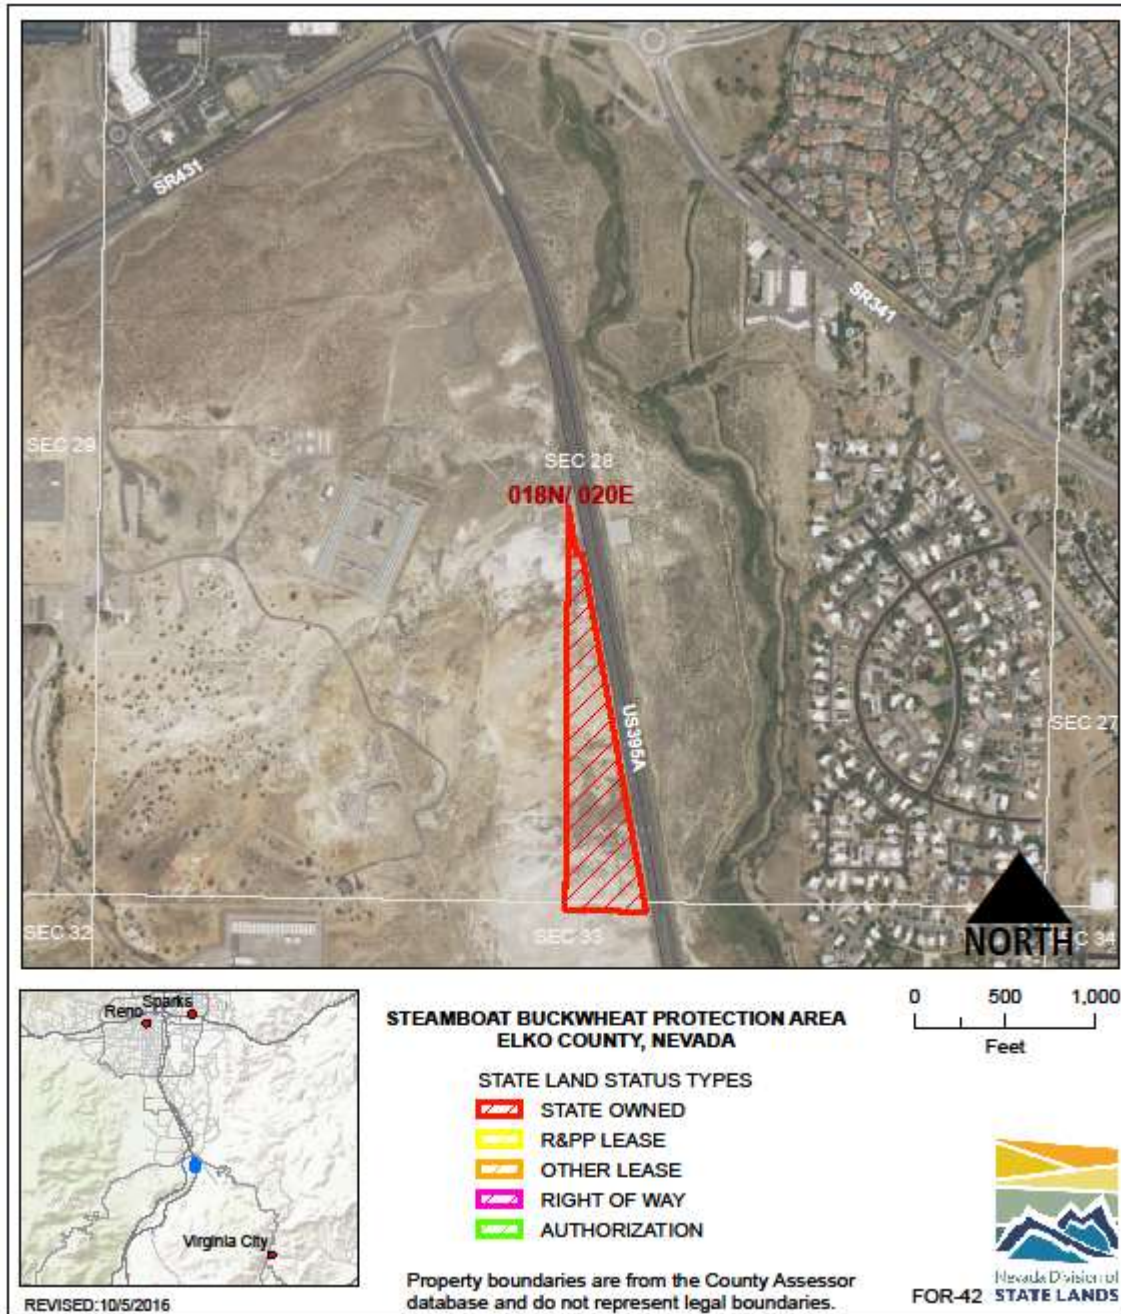 SR431
SR341
SEC 29
SEC 28
018N/ 020E
US395A
SEC 27
SEC 32
SEC 33
NORTH
C 34
Reno
Sparks
Virginia City
REVISED:10/5/2016
STEAMBOAT BUCKWHEAT PROTECTION AREA
ELKO COUNTY, NEVADA
STATE LAND STATUS TYPES
STATE OWNED
R&PP LEASE
OTHER LEASE
RIGHT OF WAY
AUTHORIZATION
Property boundaries are from the County Assessor
database and do not represent legal boundaries.
0 500 1,000
Feet
FOR-42
Nevada Division of
STATE LANDS